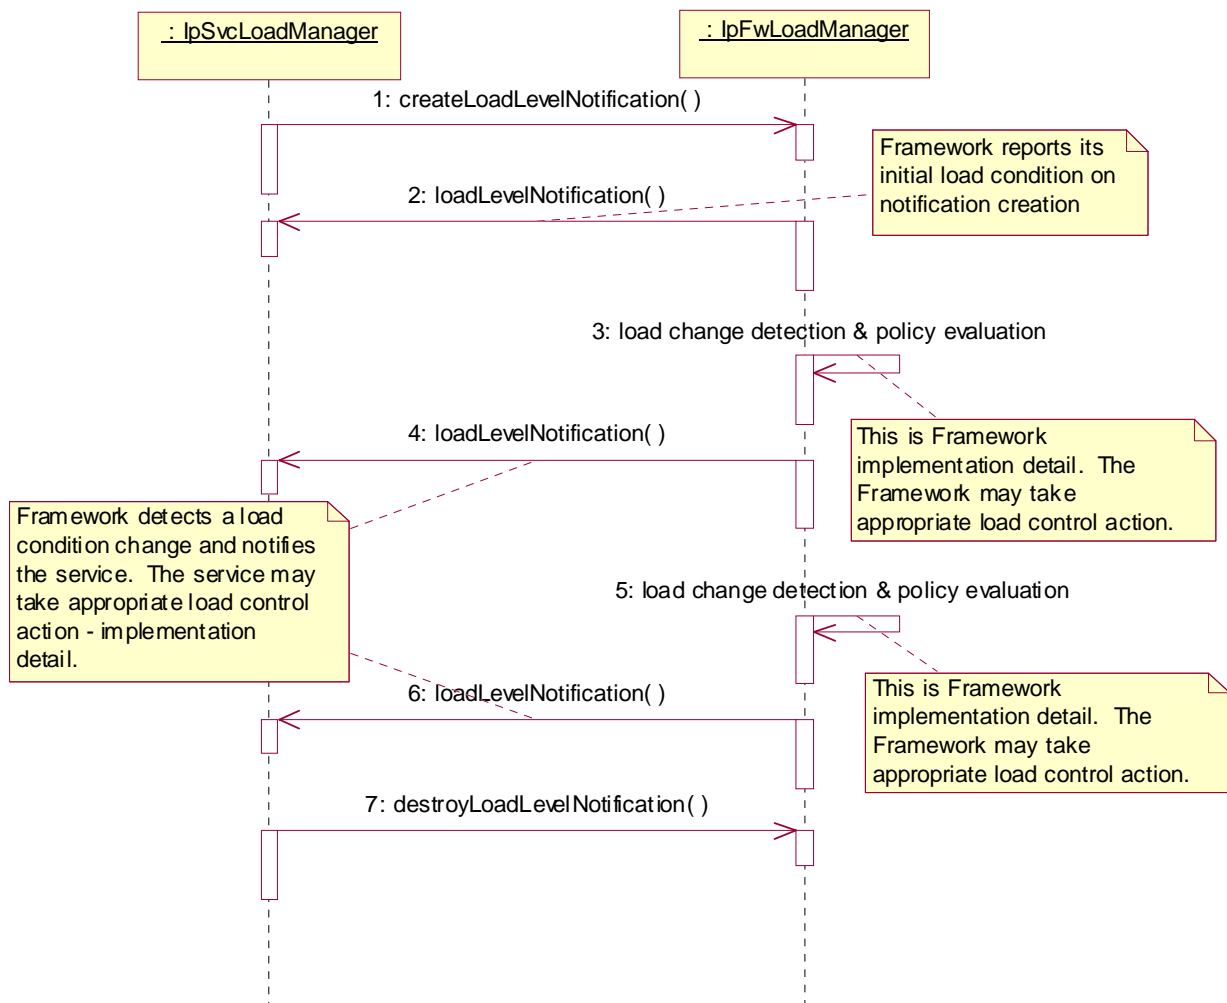 : IpSvcLoadManager
: IpFwLoadManager
1: createLoadLevelNotification( )
Framework reports its
initial load condition on
notification creation
2: loadLevelNotification( )
3: load change detection & policy evaluation
4: loadLevelNotification( )
This is Framework
implementation detail.  The
Framework may take
appropriate load control action.
Framework detects a load
condition change and notifies
the service.  The service may
take appropriate load control
action - implementation
detail.
5: load change detection & policy evaluation
6: loadLevelNotification( )
This is Framework
implementation detail.  The
Framework may take
appropriate load control action.
7: destroyLoadLevelNotification( )